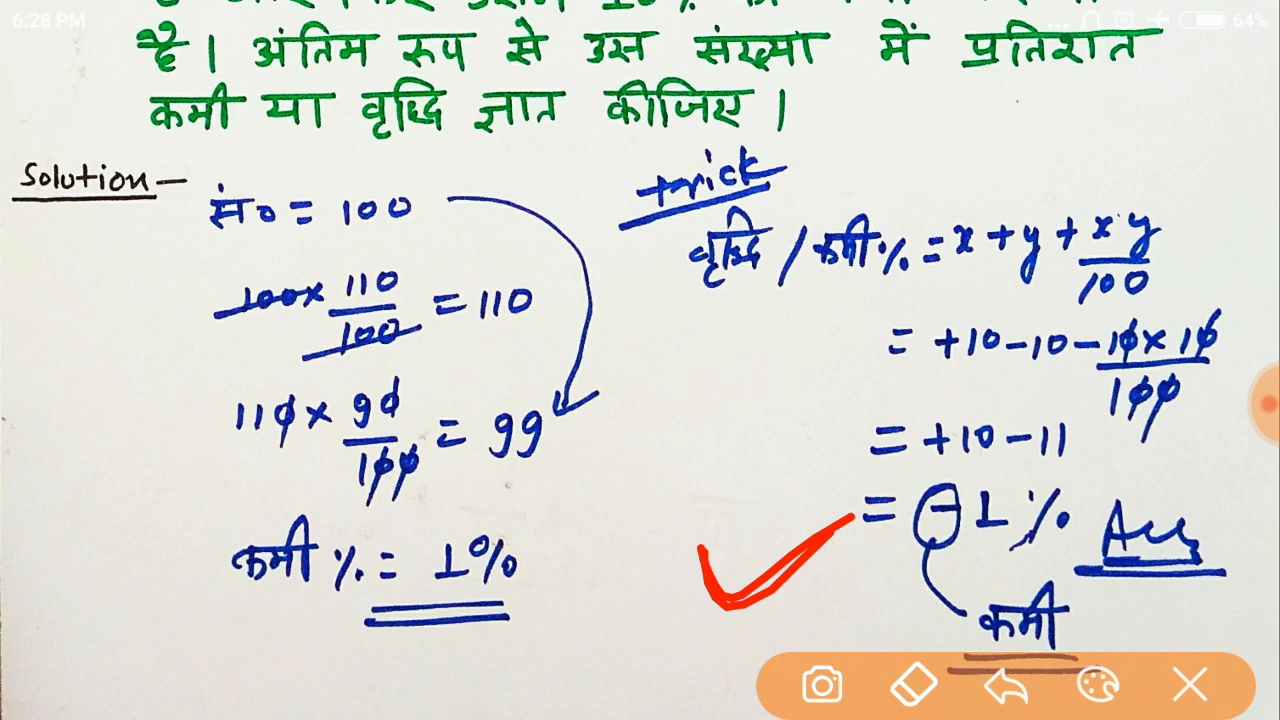 6:28 PM
64%
है। अंतिम रूप से उस संख्या में प्रतिशत
कमी या वृद्धि ज्ञात कीजिए।
Solution—
सं० = 100
100× 110/100 = 110
110× 90/100 = 99
कमी % = 1%
trick
वृद्धि / कमी % = x + y + xy/100
= +10-10-10×10/100
= +10-11
= -1% Ans
कमी